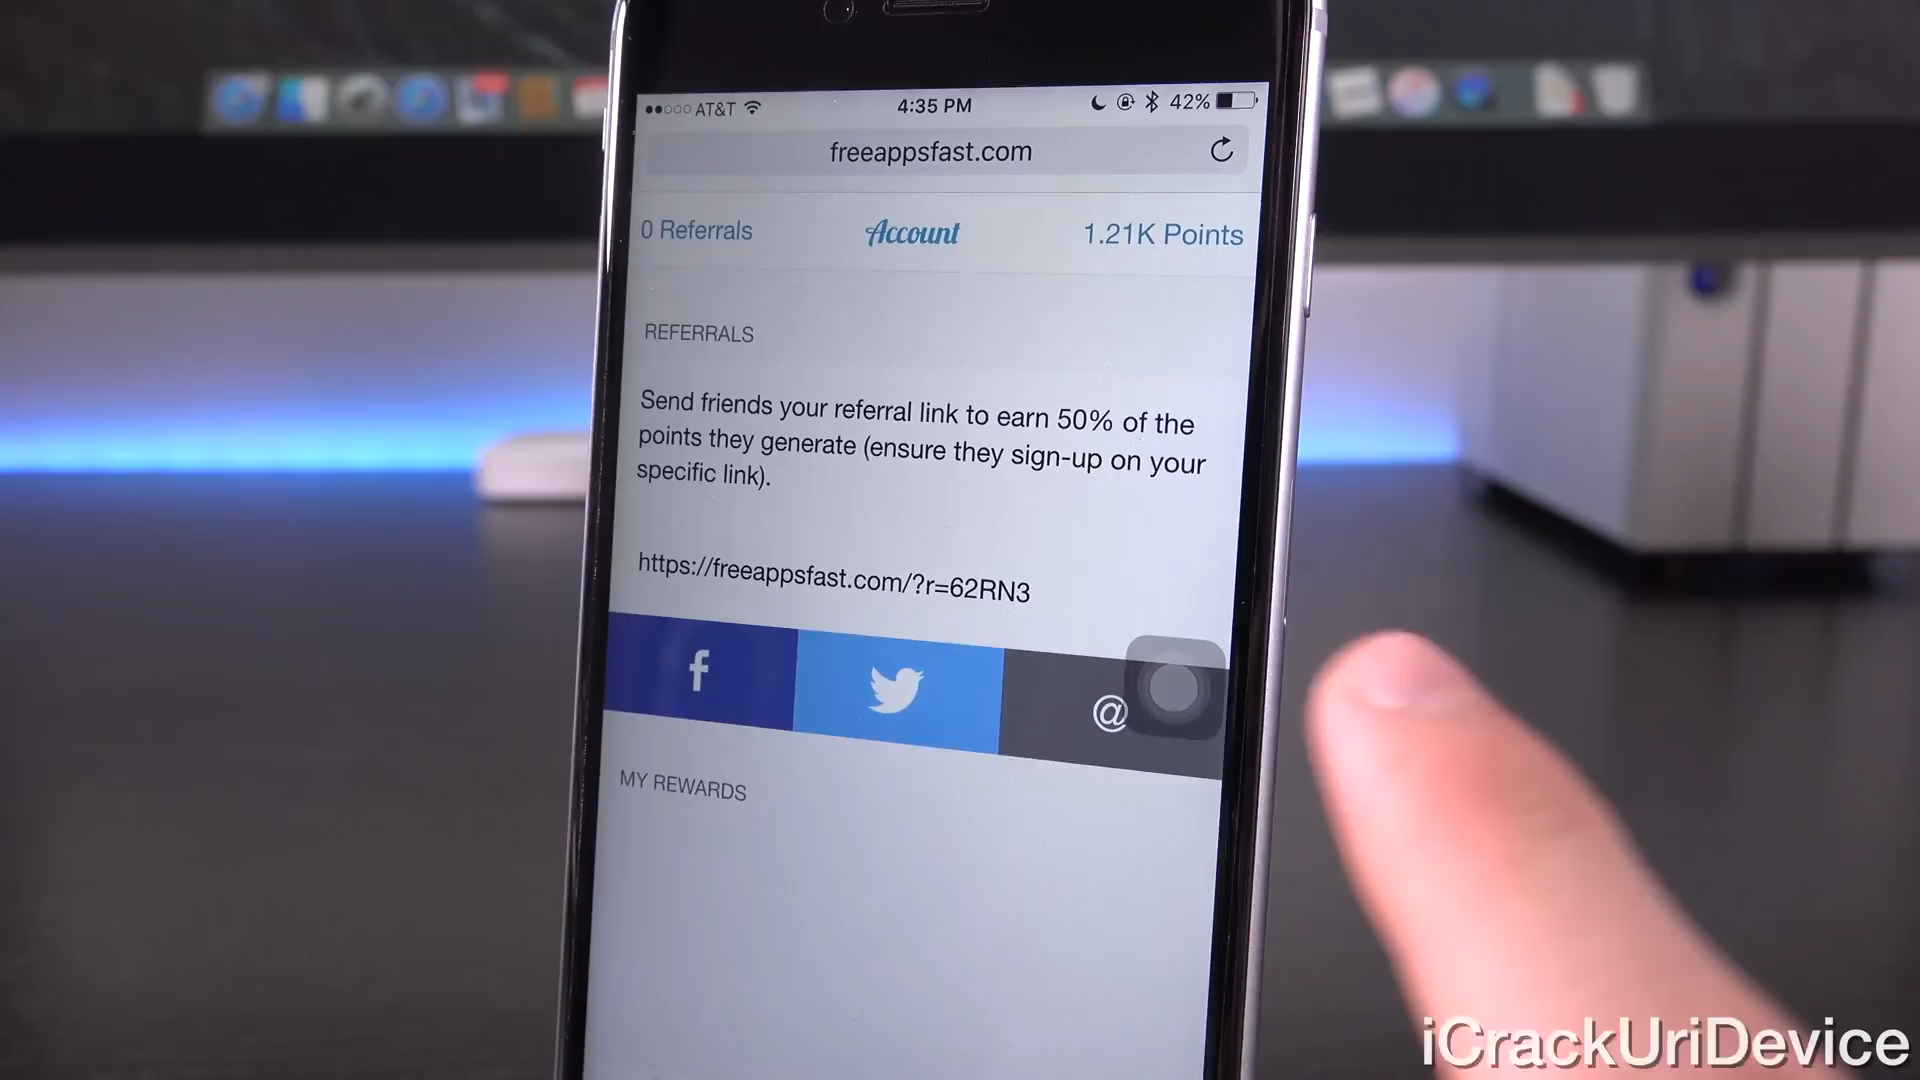 AT&T 4:35 PM 42%
freeappsfast.com
0 Referrals Account 1.21K Points
REFERRALS
Send friends your referral link to earn 50% of the
points they generate (ensure they sign-up on your
specific link).
https://freeappsfast.com/?r=62RN3
f @
MY REWARDS
iCrackUriDevice